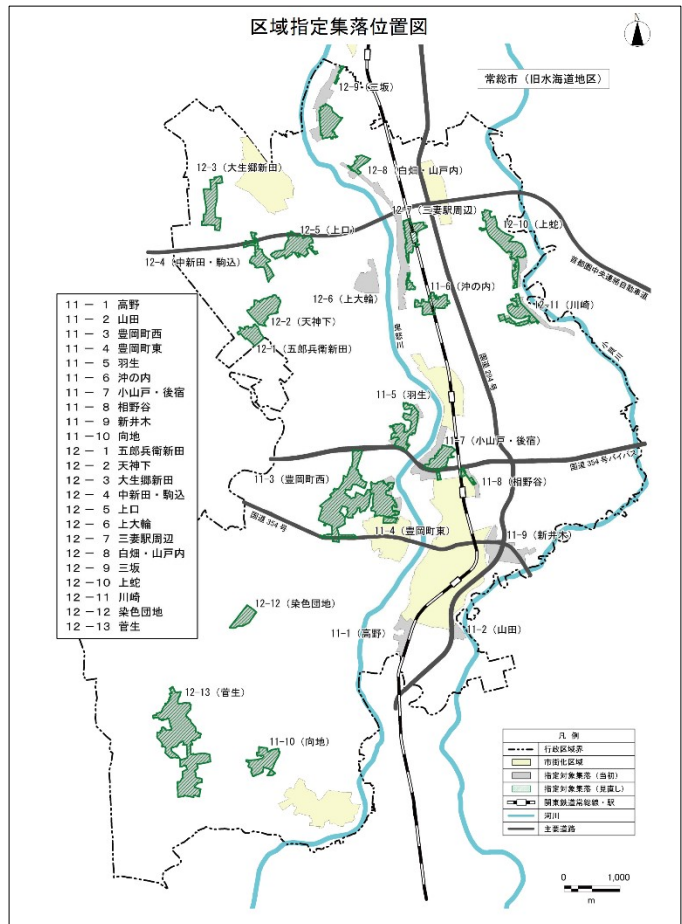 区域指定集落位置図
常総市（旧水海道地区）
12-9（三坂）
12-8（白畑・山戸内）
12-3（大生郷新田）
12-7（三妻駅周辺）
12-10（上蛇）
12-5（上口）
12-4（中新田・駒込）
首都圏中央連絡自動車道
11-6（沖の内）
12-6（上大輪）
12-11（川崎）
12-2（天神下）
12-1（五郎兵衛新田）
鬼怒川
小貝川
国道294号
11－1 高野
11－2 山田
11－3 豊岡町西
11－4 豊岡町東
11－5 羽生
11－6 沖の内
11－7 小山戸・後宿
11－8 相野谷
11－9 新井木
11－10 向地
12－1 五郎兵衛新田
12－2 天神下
12－3 大生郷新田
12－4 中新田・駒込
12－5 上口
12－6 上大輪
12－7 三妻駅周辺
12－8 白畑・山戸内
12－9 三坂
12－10 上蛇
12－11 川崎
12－12 染色団地
12－13 菅生
11-5（羽生）
11-7（小山戸・後宿）
国道354号バイパス
11-3（豊岡町西）
11-8（相野谷）
国道354号
11-4（豊岡町東）
11-9（新井木）
12-12（染色団地）
11-1（高野）
11-2（山田）
12-13（菅生）
11-10（向地）
凡例
行政区域界
市街化区域
指定対象集落（当初）
指定対象集落（見直し）
関東鉄道常総線・駅
河川
主要道路
0 1,000
m